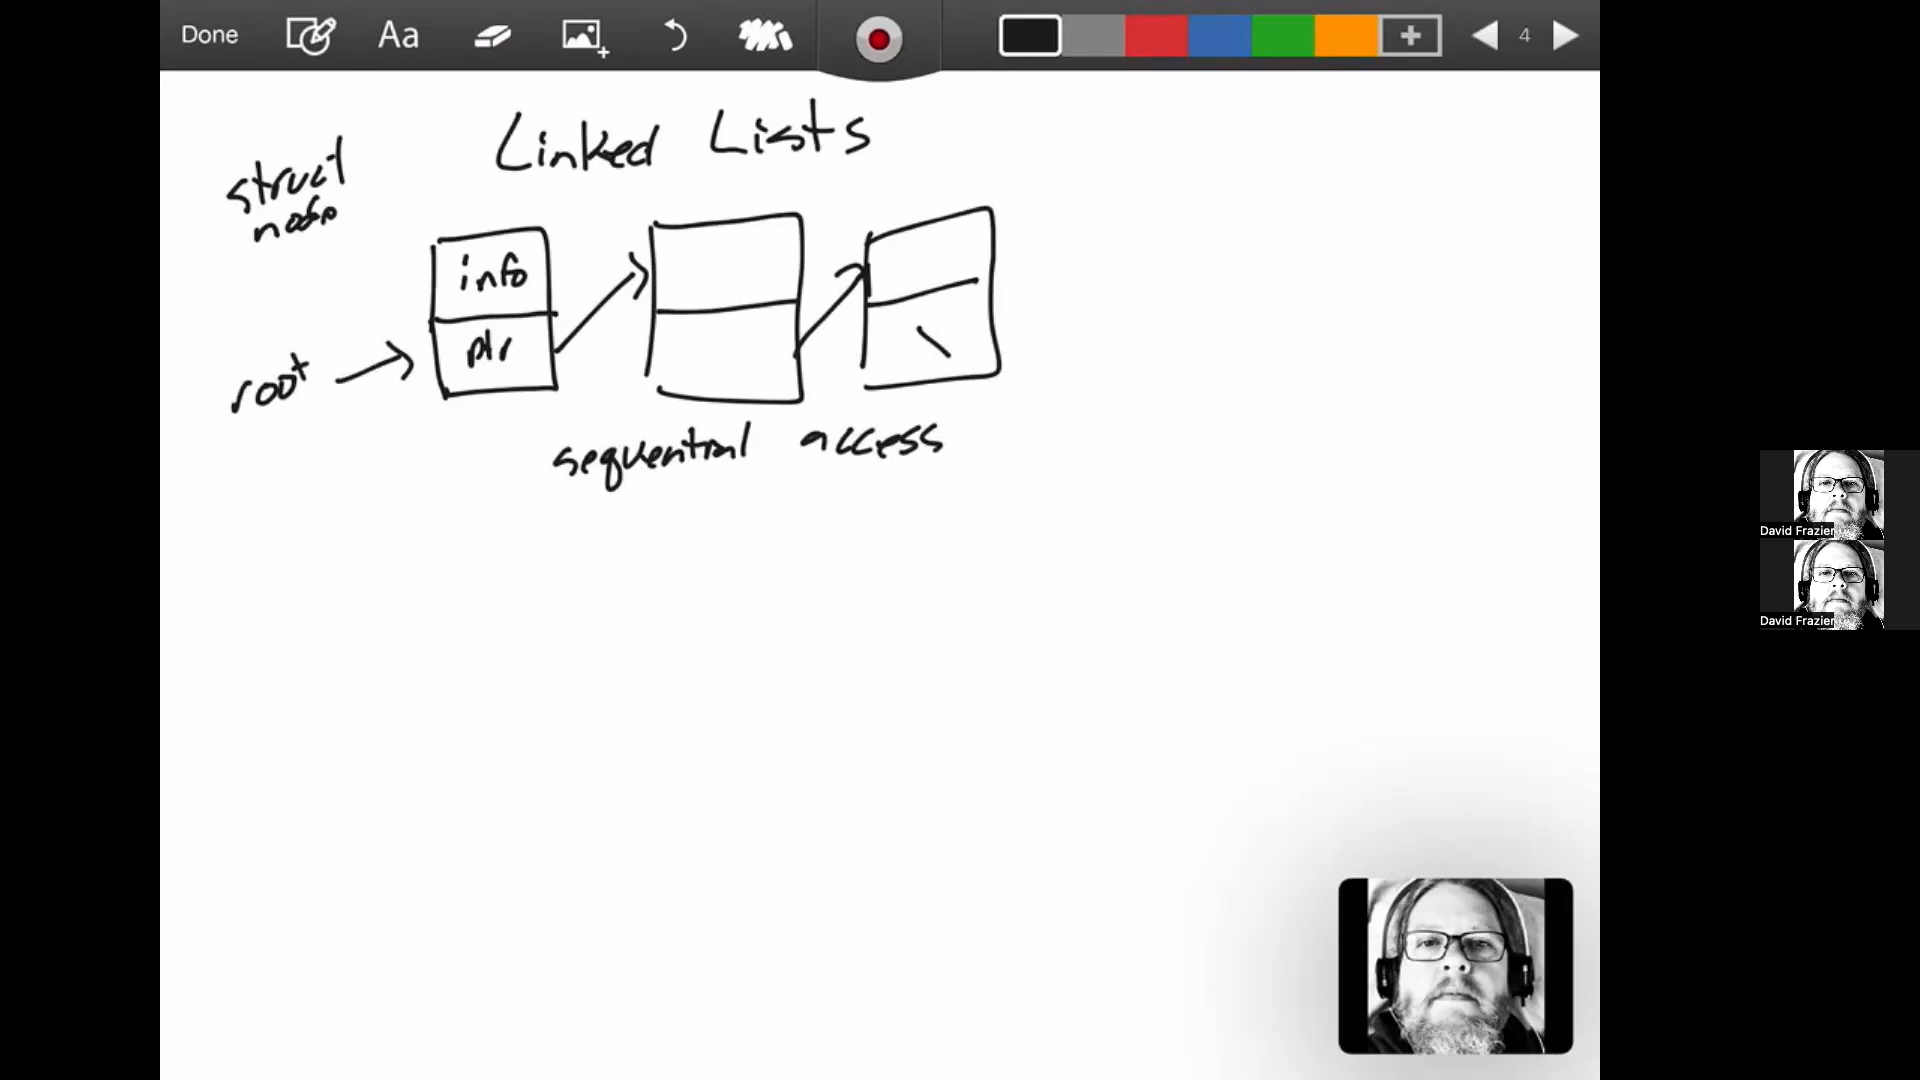 Done Aa 4
Linked Lists
struct
node
info
ptr
root
sequential access
David Frazier
David Frazier